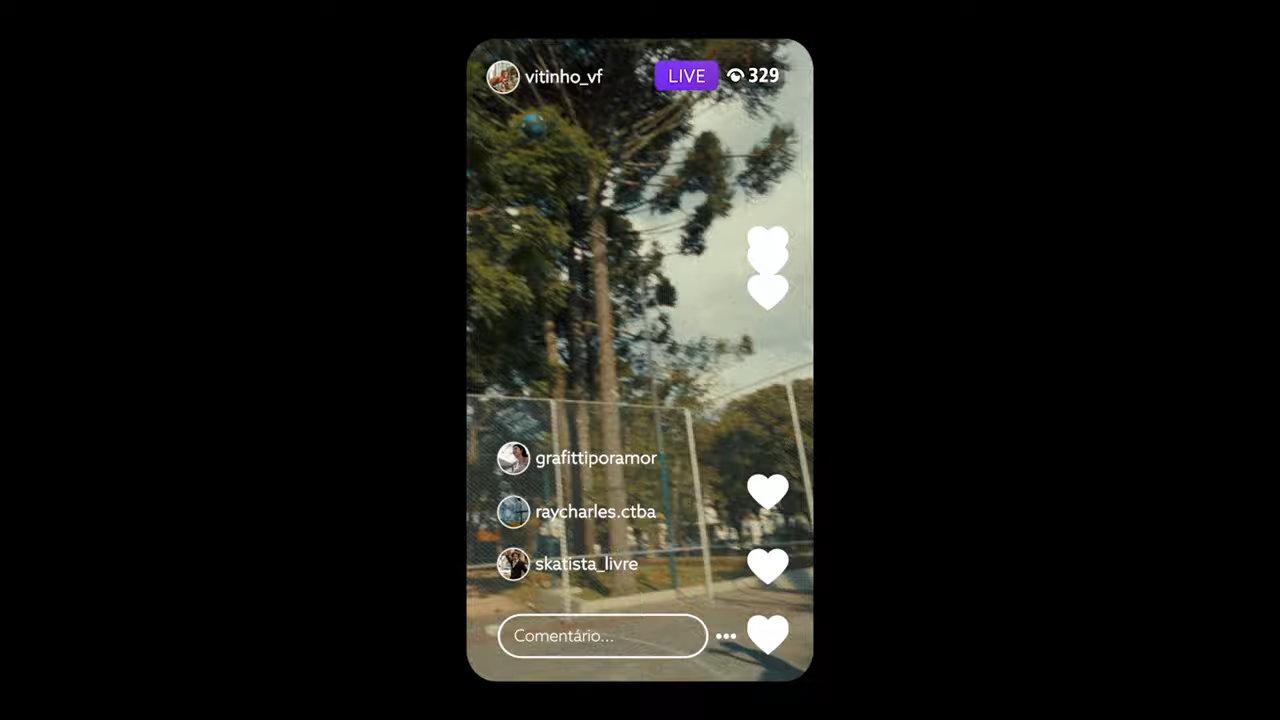 vitinho_vf
LIVE
329
grafittiporamor
raycharles.ctba
skatista_livre
Comentário...